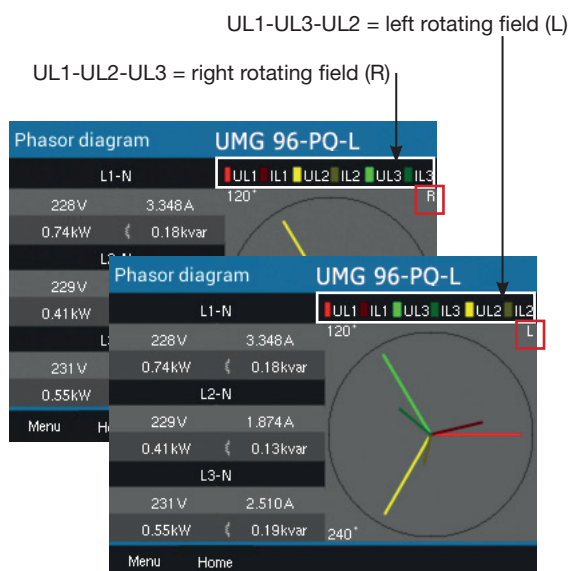 UL1-UL3-UL2 = left rotating field (L)
UL1-UL2-UL3 = right rotating field (R)
Phasor diagram UMG 96-PQ-L
L1-N UL1 IL1 UL2 IL2 UL3 IL3
120° R
228V 3.348A
0.74kW 0.18kvar
229V
0.41kW
231V
0.55kW
Menu
Phasor diagram UMG 96-PQ-L
L1-N UL1 IL1 UL3 IL3 UL2 IL2
120° L
228V 3.348A
0.74kW 0.18kvar
L2-N
229V 1.874A
0.41kW 0.13kvar
L3-N
231V 2.510A
0.55kW 0.19kvar 240°
Menu Home